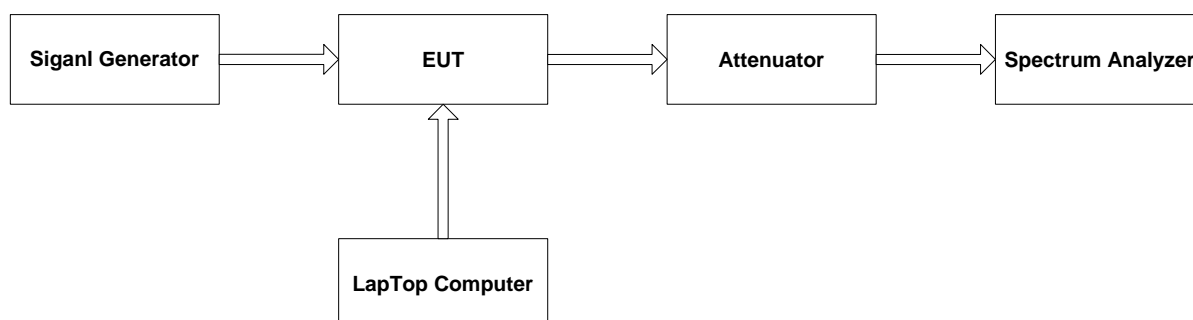 Siganl Generator
EUT
Attenuator
Spectrum Analyzer
LapTop Computer